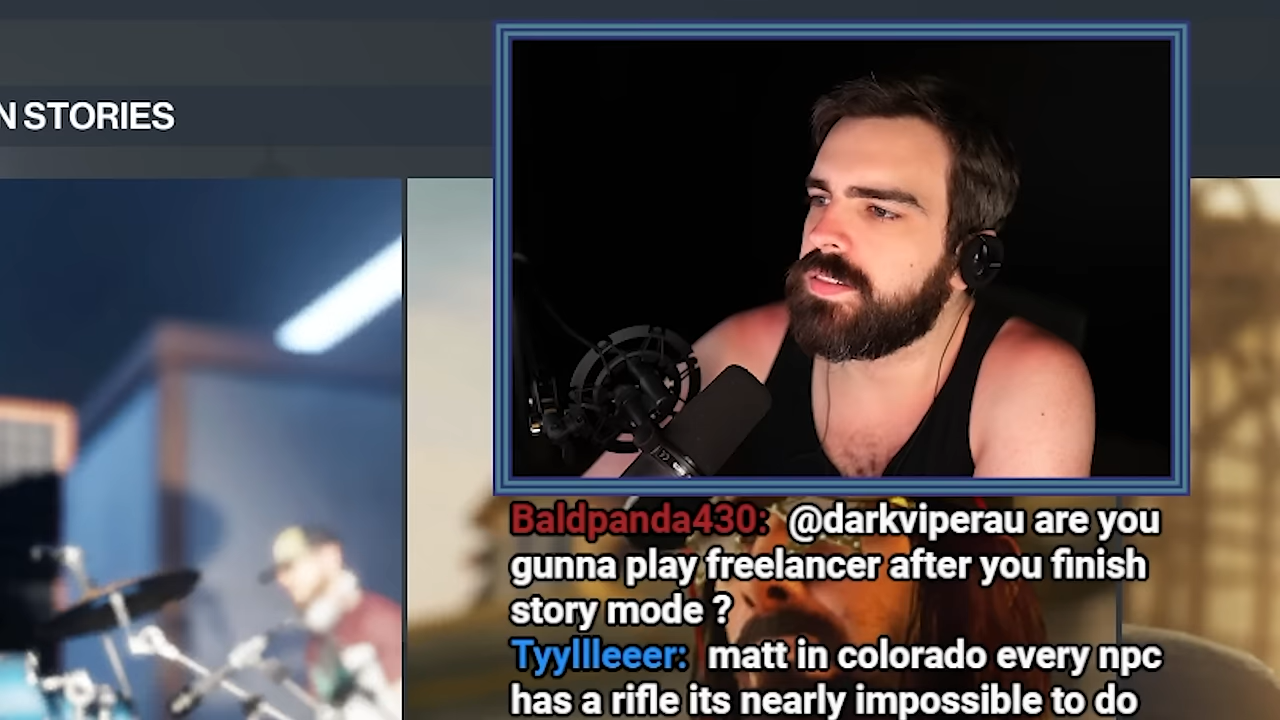 N STORIES
Baldpanda430: @darkviperau are you
gunna play freelancer after you finish
story mode ?
Tyyllleeer: matt in colorado every npc
has a rifle its nearly impossible to do